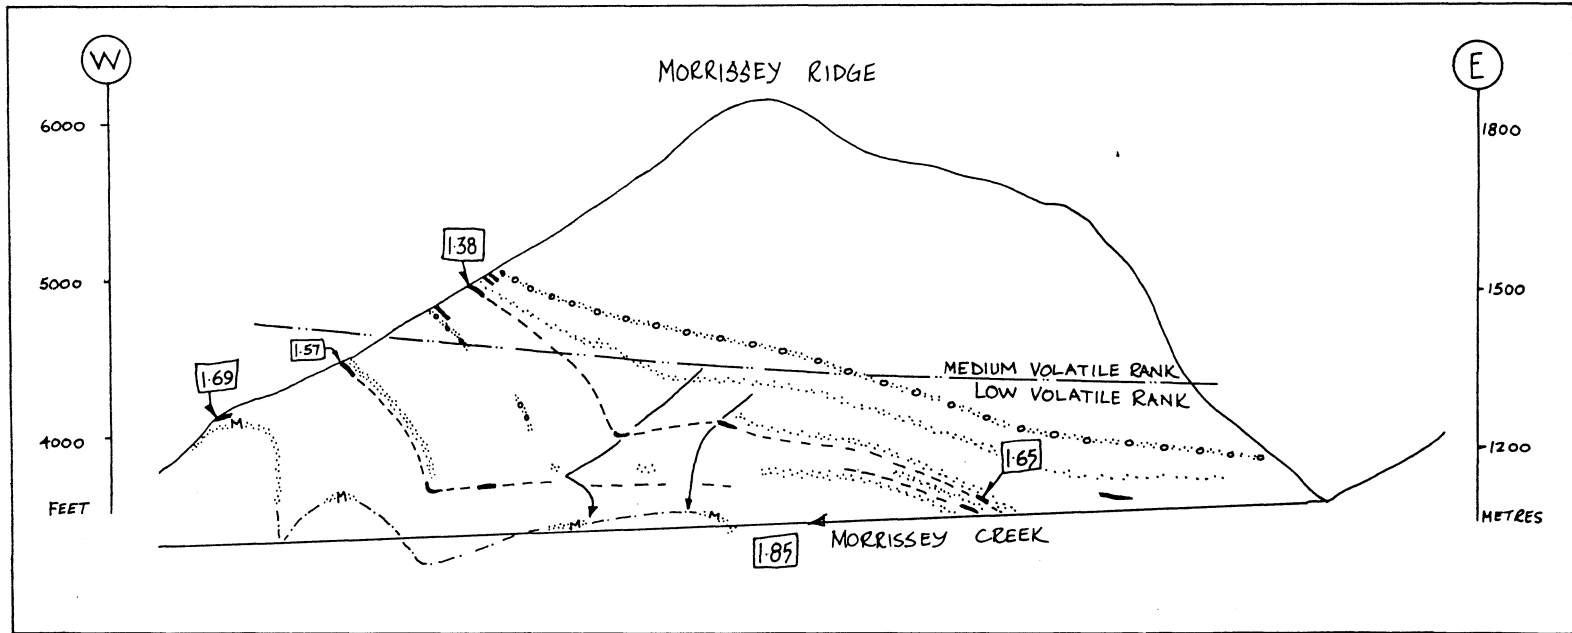 W
E
MORRISSEY RIDGE
6000
1800
1.38
5000
1500
1.57
1.69
MEDIUM VOLATILE RANK
LOW VOLATILE RANK
M
4000
1200
1.65
M
FEET
M
M
METRES
1.85
MORRISSEY CREEK